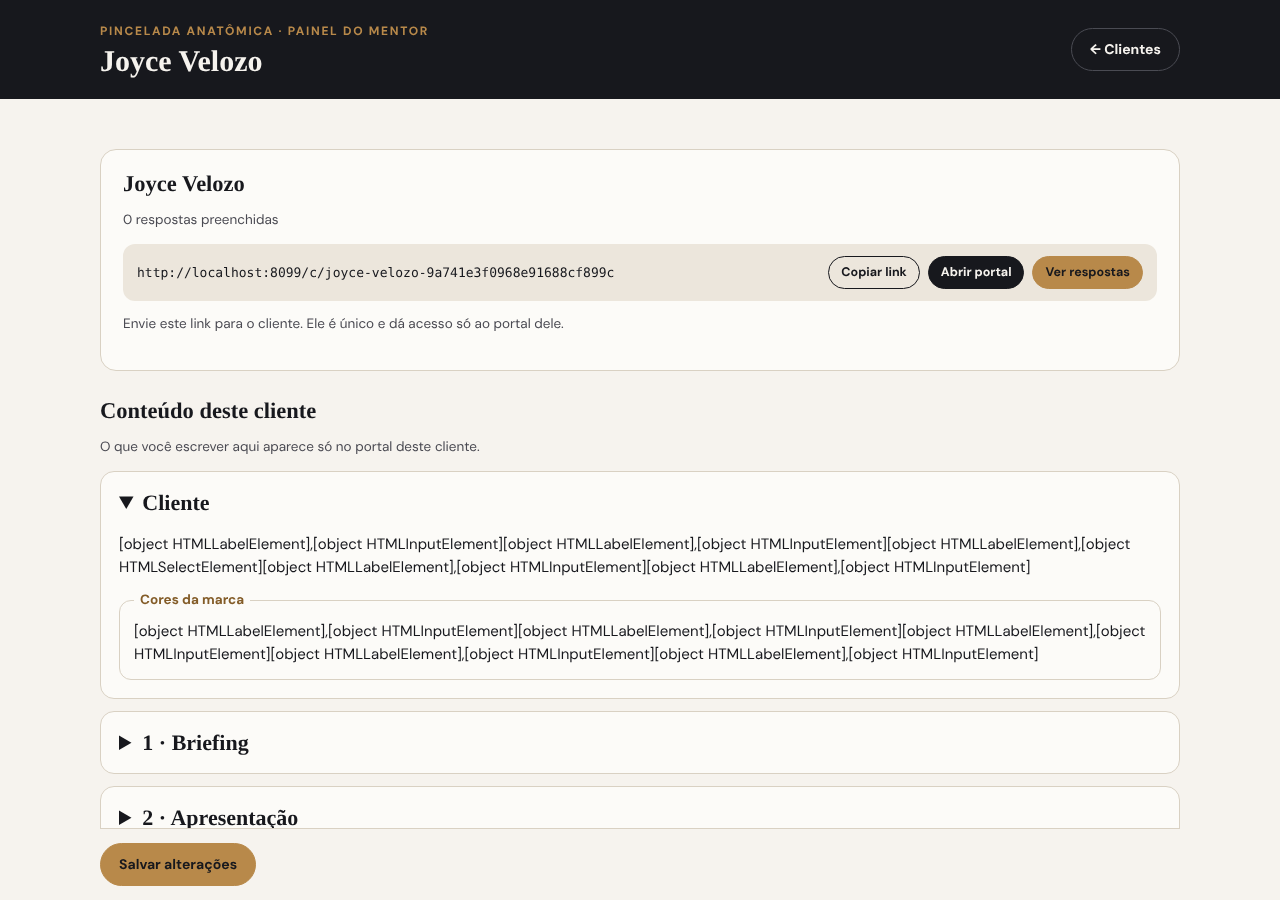 PINCELADA ANATÔMICA · PAINEL DO MENTOR
Joyce Velozo
← Clientes
Joyce Velozo
0 respostas preenchidas
http://localhost:8099/c/joyce-velozo-9a741e3f0968e91688cf899c
Copiar link
Abrir portal
Ver respostas
Envie este link para o cliente. Ele é único e dá acesso só ao portal dele.
Conteúdo deste cliente
O que você escrever aqui aparece só no portal deste cliente.
▼ Cliente
[object HTMLLabelElement],[object HTMLInputElement][object HTMLLabelElement],[object HTMLInputElement][object HTMLLabelElement],[object
HTMLSelectElement][object HTMLLabelElement],[object HTMLInputElement][object HTMLLabelElement],[object HTMLInputElement]
Cores da marca
[object HTMLLabelElement],[object HTMLInputElement][object HTMLLabelElement],[object HTMLInputElement][object HTMLLabelElement],[object
HTMLInputElement][object HTMLLabelElement],[object HTMLInputElement][object HTMLLabelElement],[object HTMLInputElement]
▶ 1 · Briefing
▶ 2 · Apresentação
Salvar alterações